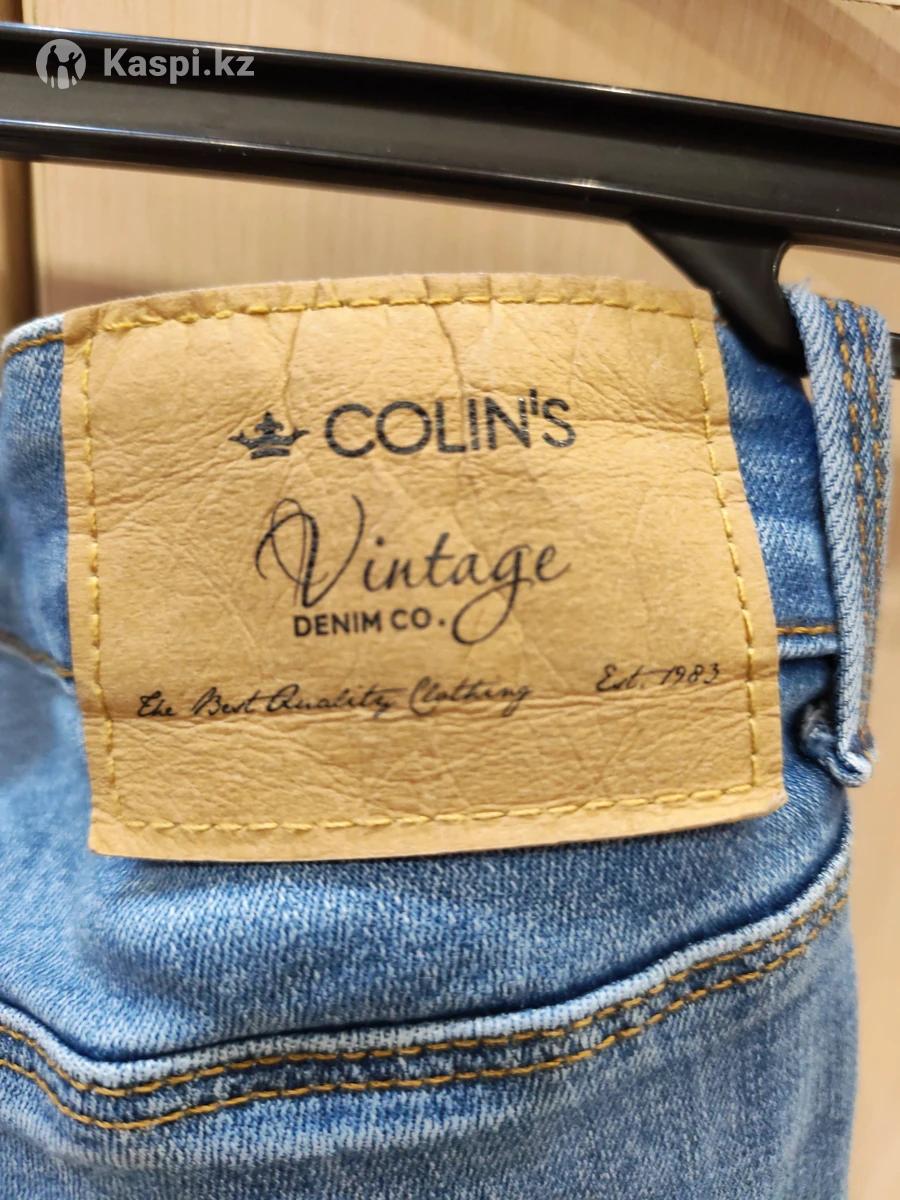 Kaspi.kz
COLIN'S
Vintage
DENIM CO.
The Best Quality Clothing Est. 1983